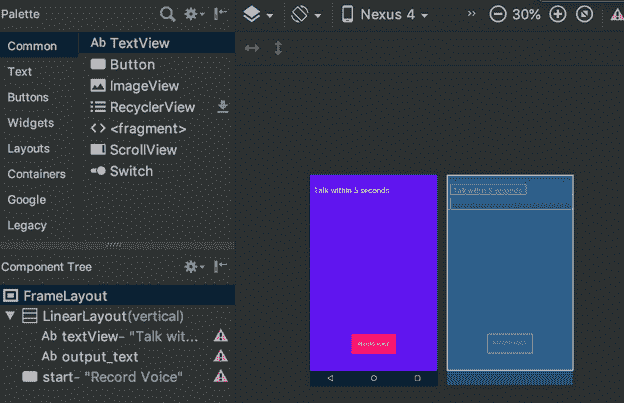 Palette
Nexus 4
30%
Common
Text
Buttons
Widgets
Layouts
Containers
Google
Legacy
Ab TextView
Button
ImageView
RecyclerView
<fragment>
ScrollView
Switch
Component Tree
FrameLayout
LinearLayout(vertical)
Ab textView- "Talk wit...
Ab output_text
start- "Record Voice"
Talk within 5 seconds
Talk within 5 seconds